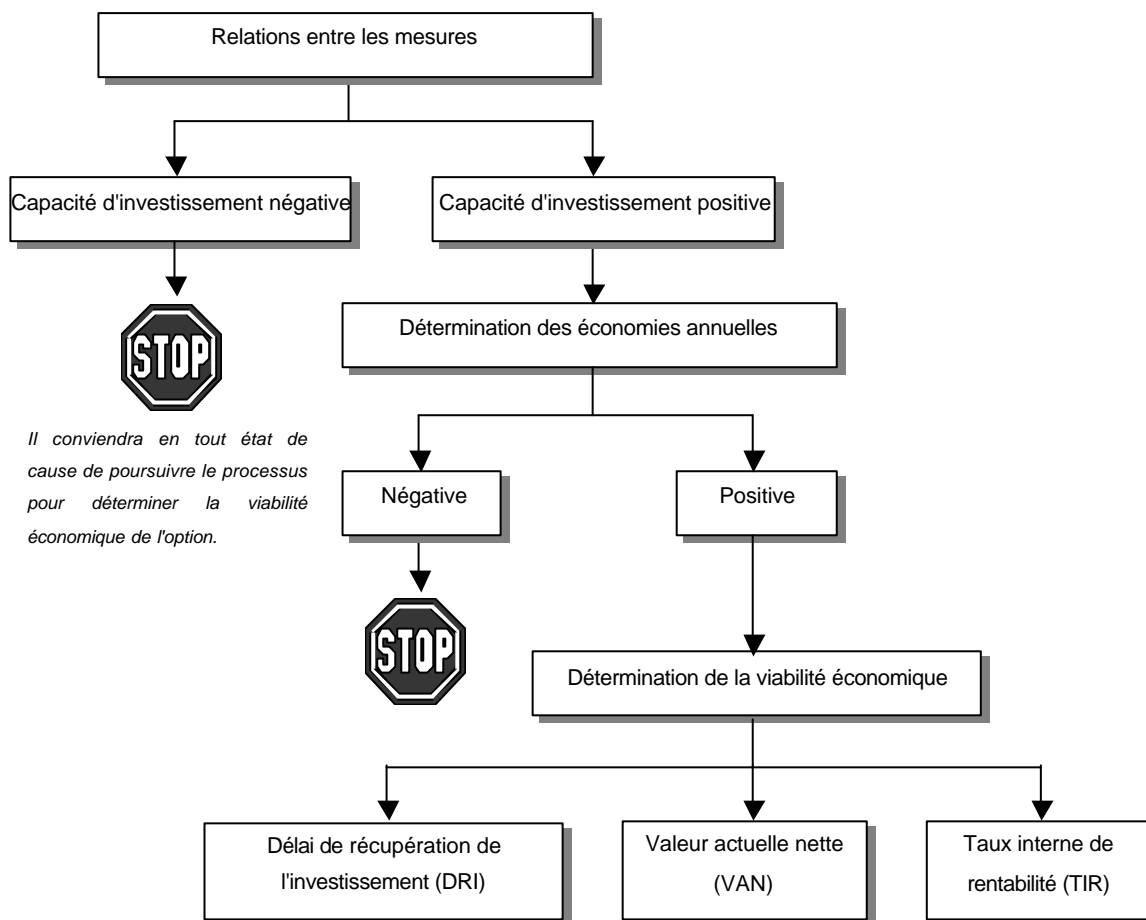 Relations entre les mesures
Capacité d'investissement négative
Capacité d'investissement positive
STOP
Détermination des économies annuelles
Il conviendra en tout état de
cause de poursuivre le processus
pour déterminer la viabilité
économique de l'option.
Négative
Positive
STOP
Détermination de la viabilité économique
Délai de récupération de
l'investissement (DRI)
Valeur actuelle nette
(VAN)
Taux interne de
rentabilité (TIR)